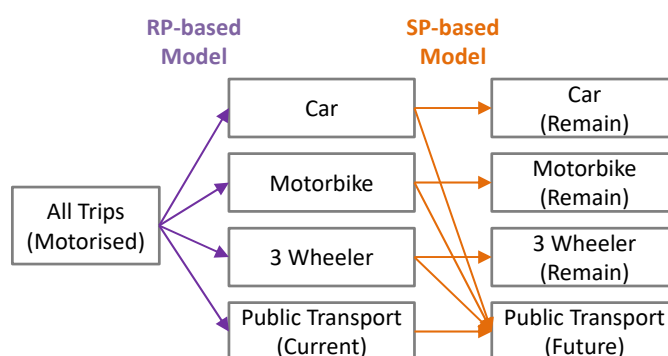 RP-based
Model
SP-based
Model
All Trips
(Motorised)
Car
Motorbike
3 Wheeler
Public Transport
(Current)
Car
(Remain)
Motorbike
(Remain)
3 Wheeler
(Remain)
Public Transport
(Future)